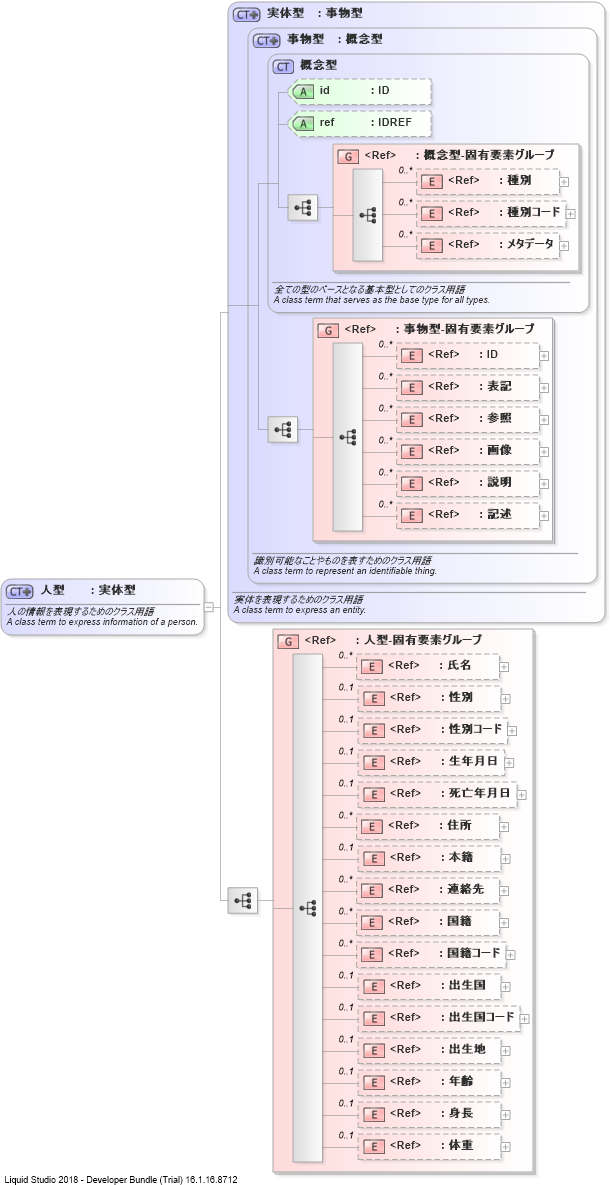 CT 実体型 : 事物型
CT 事物型 : 概念型
CT 概念型
A id : ID
A ref : IDREF
G <Ref> : 概念型-固有要素グループ
0..*
E <Ref> : 種別
0..*
E <Ref> : 種別コード
0..*
E <Ref> : メタデータ
全ての型のベースとなる基本型としてのクラス用語
A class term that serves as the base type for all types.
G <Ref> : 事物型-固有要素グループ
0..*
E <Ref> : ID
0..*
E <Ref> : 表記
0..*
E <Ref> : 参照
0..*
E <Ref> : 画像
0..*
E <Ref> : 説明
0..*
E <Ref> : 記述
識別可能なことやものを表すためのクラス用語
A class term to represent an identifiable thing.
実体を表現するためのクラス用語
A class term to express an entity.
CT 人型 : 実体型
人の情報を表現するためのクラス用語
A class term to express information of a person.
G <Ref> : 人型-固有要素グループ
0..*
E <Ref> : 氏名
0..1
E <Ref> : 性別
0..1
E <Ref> : 性別コード
0..1
E <Ref> : 生年月日
0..1
E <Ref> : 死亡年月日
0..*
E <Ref> : 住所
0..1
E <Ref> : 本籍
0..*
E <Ref> : 連絡先
0..*
E <Ref> : 国籍
0..*
E <Ref> : 国籍コード
0..1
E <Ref> : 出生国
0..1
E <Ref> : 出生国コード
0..1
E <Ref> : 出生地
0..1
E <Ref> : 年齢
0..1
E <Ref> : 身長
0..1
E <Ref> : 体重
Liquid Studio 2018 - Developer Bundle (Trial) 16.1.16.8712